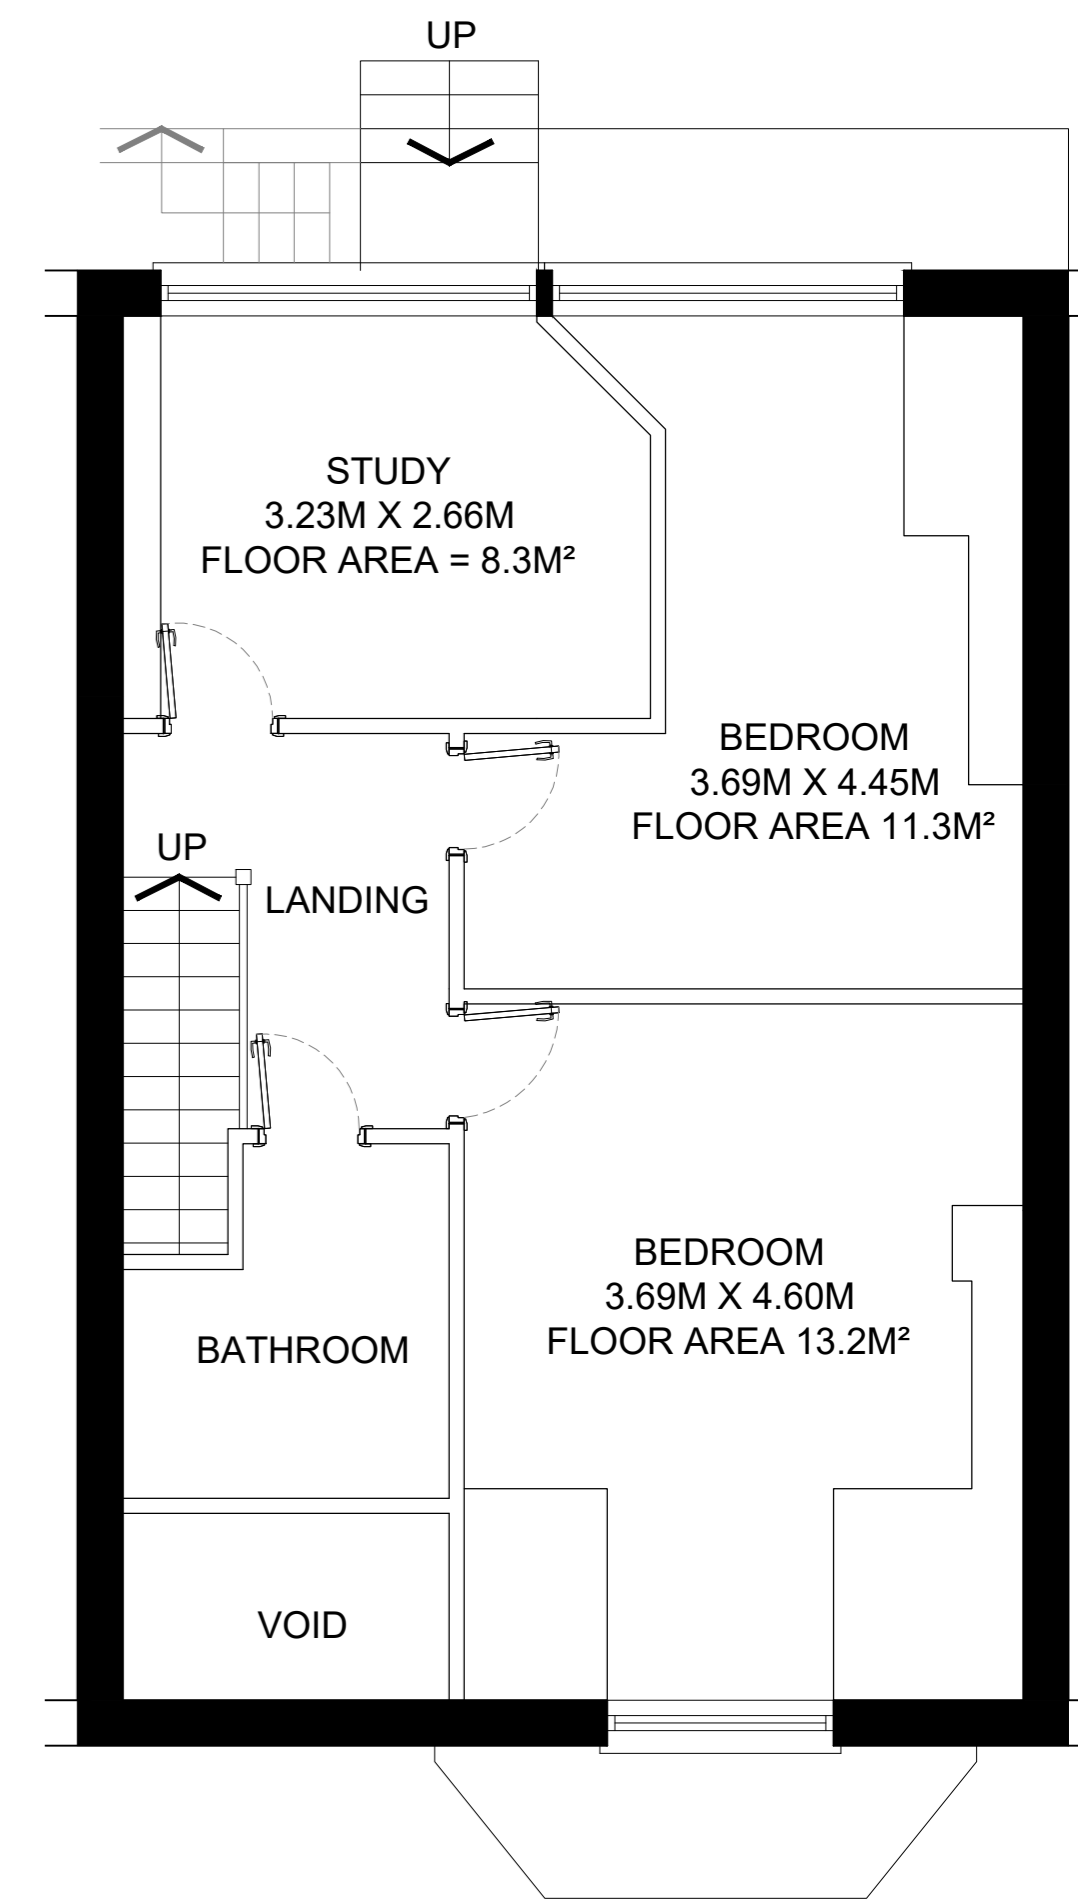 UP
STUDY
3.23M X 2.66M
FLOOR AREA = 8.3M²
BEDROOM
3.69M X 4.45M
FLOOR AREA 11.3M²
UP
LANDING
BEDROOM
3.69M X 4.60M
FLOOR AREA 13.2M²
BATHROOM
VOID